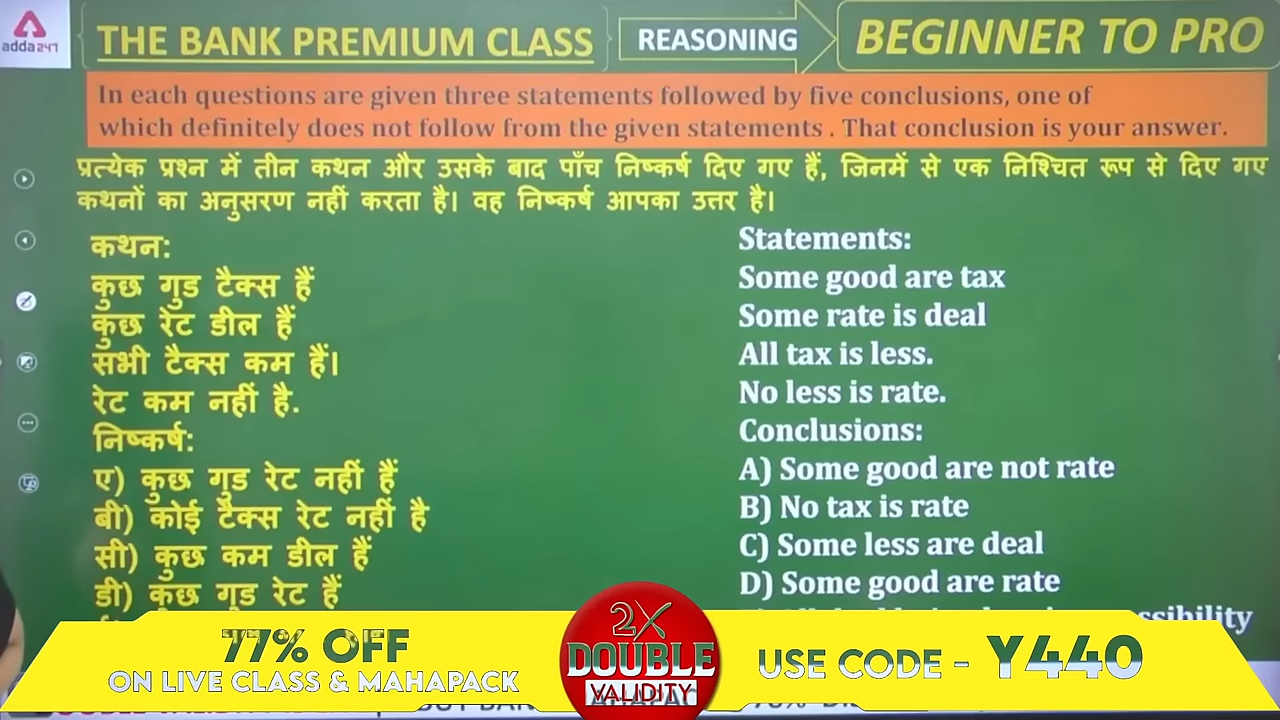 adda247
THE BANK PREMIUM CLASS
REASONING
BEGINNER TO PRO
In each questions are given three statements followed by five conclusions, one of
which definitely does not follow from the given statements . That conclusion is your answer.
प्रत्येक प्रश्न में तीन कथन और उसके बाद पाँच निष्कर्ष दिए गए हैं, जिनमें से एक निश्चित रूप से दिए गए
कथनों का अनुसरण नहीं करता है। वह निष्कर्ष आपका उत्तर है।
कथन:
कुछ गुड टैक्स हैं
कुछ रेट डील हैं
सभी टैक्स कम हैं।
रेट कम नहीं है.
निष्कर्ष:
ए) कुछ गुड रेट नहीं हैं
बी) कोई टैक्स रेट नहीं है
सी) कुछ कम डील हैं
डी) कुछ गुड रेट हैं
Statements:
Some good are tax
Some rate is deal
All tax is less.
No less is rate.
Conclusions:
A) Some good are not rate
B) No tax is rate
C) Some less are deal
D) Some good are rate
77% OFF
ON LIVE CLASS & MAHAPACK
2X
DOUBLE
VALIDITY
USE CODE - Y440